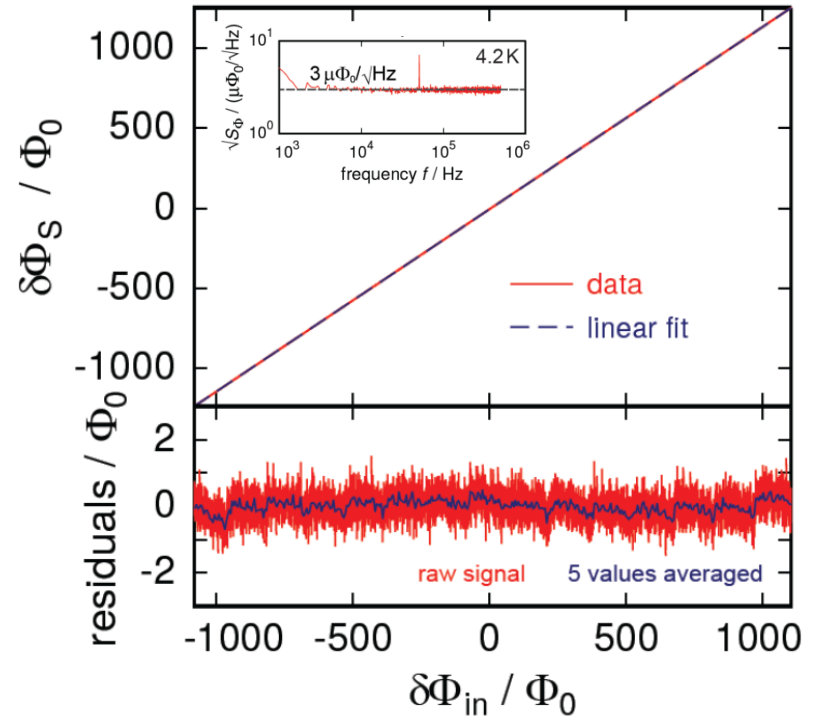 1000
500
0
-500
-1000
δΦS / Φ0
10^1
10^0
√SΦ / (μΦ0/√Hz)
3 μΦ0/√Hz
4.2K
10^3 10^4 10^5 10^6
frequency f / Hz
data
linear fit
2
0
-2
residuals / Φ0
raw signal 5 values averaged
-1000 -500 0 500 1000
δΦin / Φ0